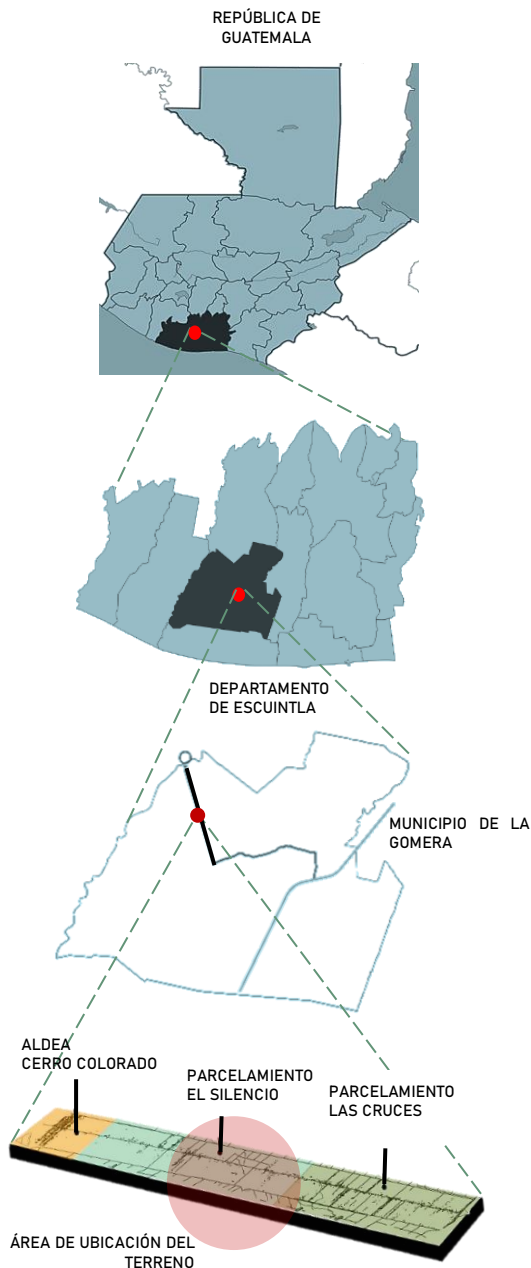 REPÚBLICA DE
GUATEMALA
DEPARTAMENTO
DE ESCUINTLA
MUNICIPIO DE LA
GOMERA
ALDEA
CERRO COLORADO
PARCELAMIENTO
EL SILENCIO
PARCELAMIENTO
LAS CRUCES
ÁREA DE UBICACIÓN DEL
TERRENO